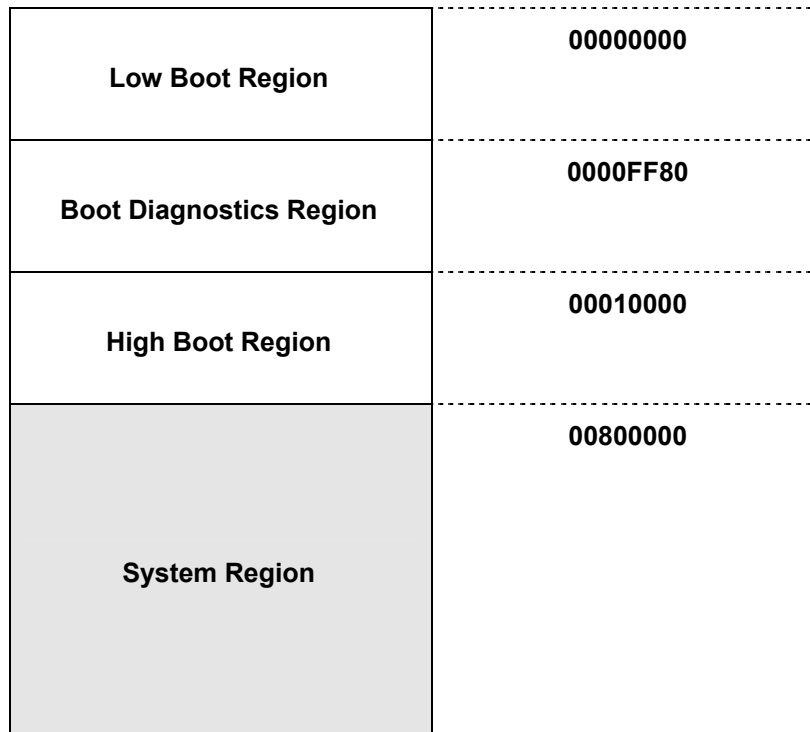 00000000
Low Boot Region
0000FF80
Boot Diagnostics Region
00010000
High Boot Region
00800000
System Region